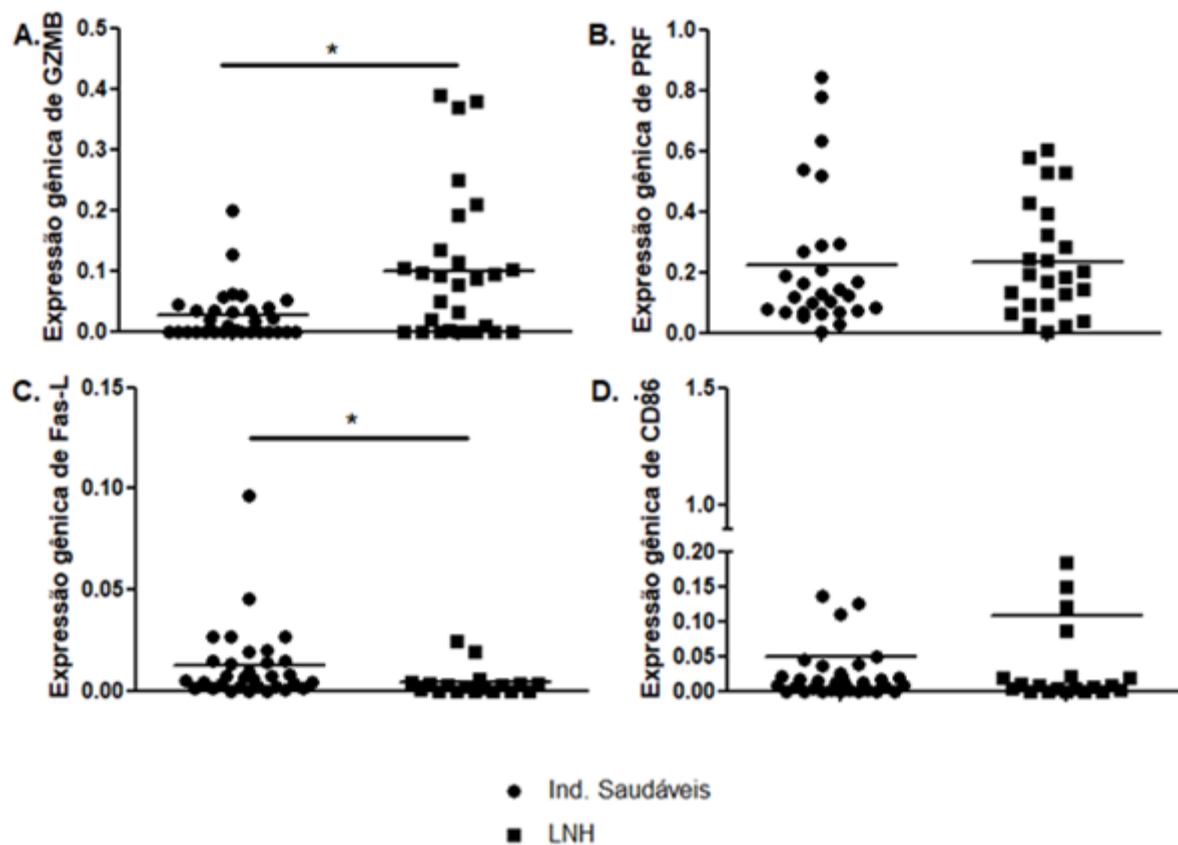 A.
Expressão gênica de GZMB
0.5
0.4
0.3
0.2
0.1
0.0
*
B.
Expressão gênica de PRF
1.0
0.8
0.6
0.4
0.2
0.0
C.
Expressão gênica de Fas-L
0.15
0.10
0.05
0.00
*
D.
Expressão gênica de CD86
1.5
1.0
0.20
0.15
0.10
0.05
0.00
Ind. Saudáveis
LNH